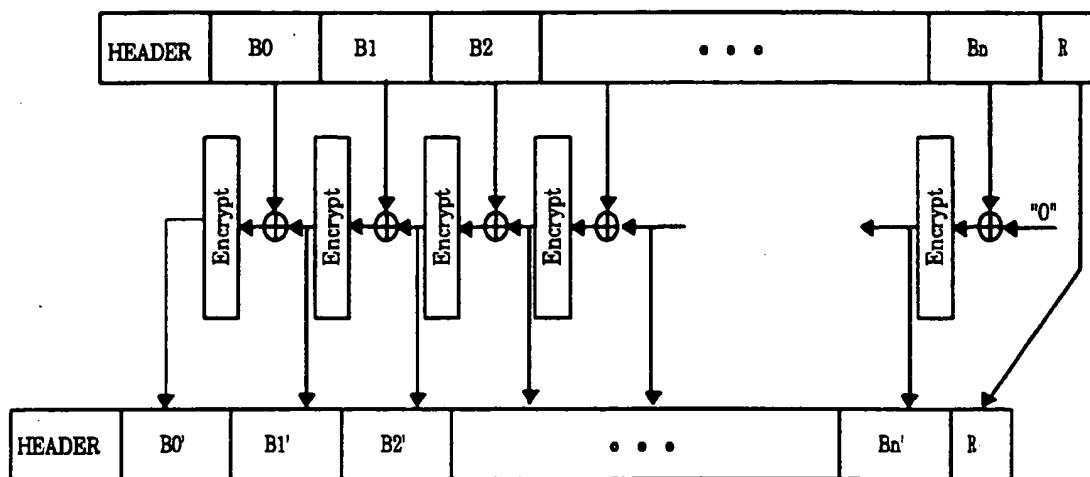 HEADER B0 B1 B2 • • • Bn R
Encrypt Encrypt Encrypt Encrypt Encrypt "0"
HEADER B0' B1' B2' • • • Bn' R